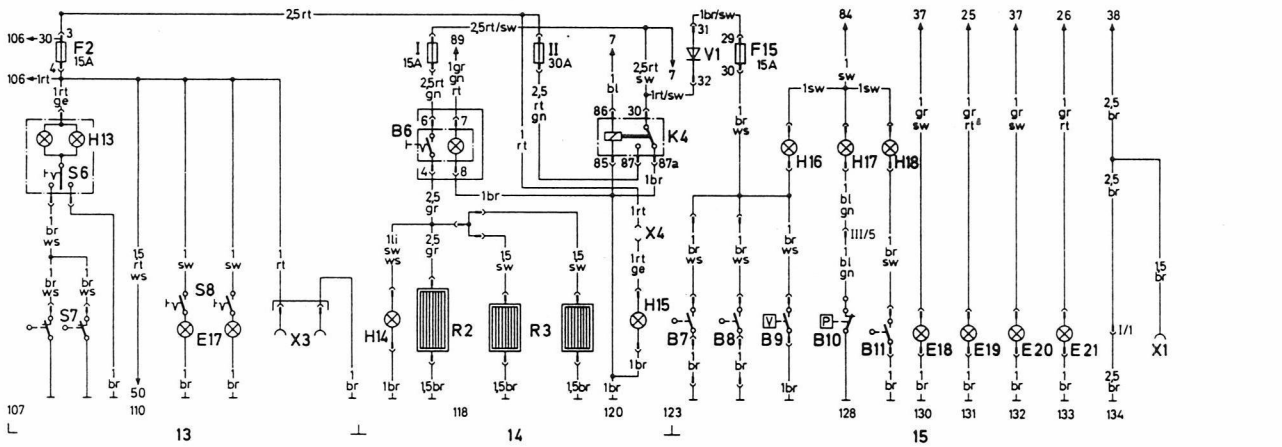 2,5 rt
2,5rt/sw
1br/sw
84 37 25 37 26 38
106 30 3
F2
15A
4
106 1rt
I
15A
89
II
30A
7
31
V1
32
7
29
F15
15A
30
1rt
ge
H13
S6
2,5rt
gn
1gr
gn
rt
2,5
rt
gn
rt
bl
2,5rt
sw
1rt/sw
86 30
K4
85 87 87a
1br
B6
6 7
4 8
1br
1
br
ws
1
sw
1sw 1sw
H16 H17 H18
1
gr
sw
1
gr
rt
1
gr
sw
1
gr
rt
2,5
br
2,5
br
1
br
ws
br
ws
br
ws
S7
1,5
rt
ws
1
sw
1
sw
S8
E17
1
rt
X3
2,5
gr
1li
sw
ws
2,5
gr
1,5
sw
1,5
sw
H14
R2
R3
1rt
X4
1rt
ge
H15
1br
1
br
ws
1
br
ws
1
br
ws
bl
gn
III/5
bl
gn
1
br
sw
B7 B8 B9 B10 B11
V
P
E18 E19 E20 E21
1,5
br
I/1
X1
1
br
1
br
50
1
br
1
br
1
br
1br
1,5br
1,5br
1,5br
1br
1
br
1
br
1br
1
br
1
br
1
br
1
br
1
br
1
br
2,5
br
107 110 118 120 123 128 130 131 132 133 134
13 14 15